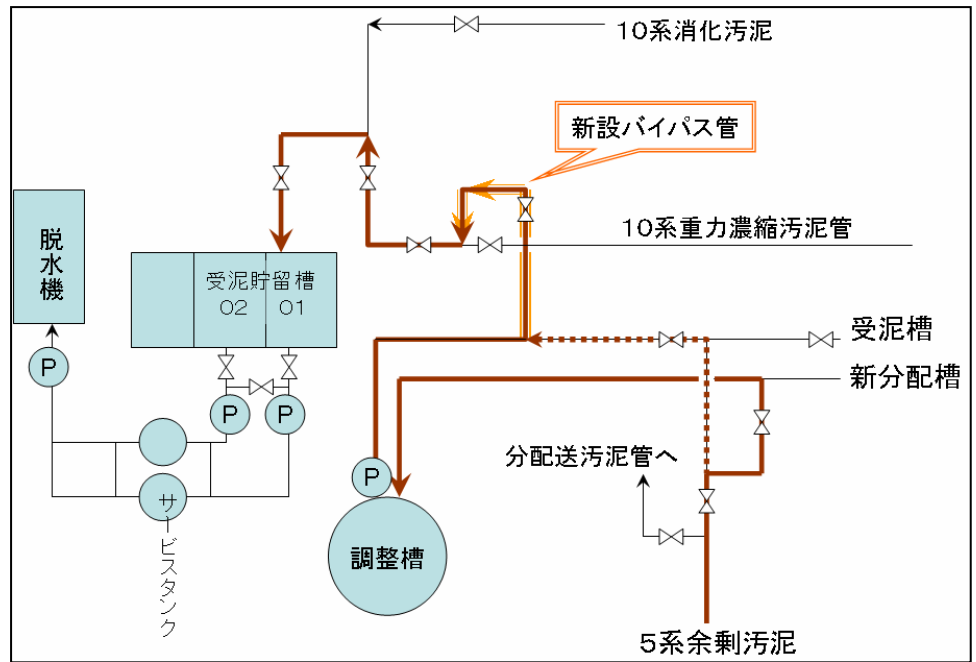 10系消化汚泥
新設バイパス管
10系重力濃縮汚泥管
脱水機
受泥貯留槽
02 01
受泥槽
新分配槽
P
P
P
P
分配送汚泥管へ
サービスタンク
調整槽
5系余剰汚泥